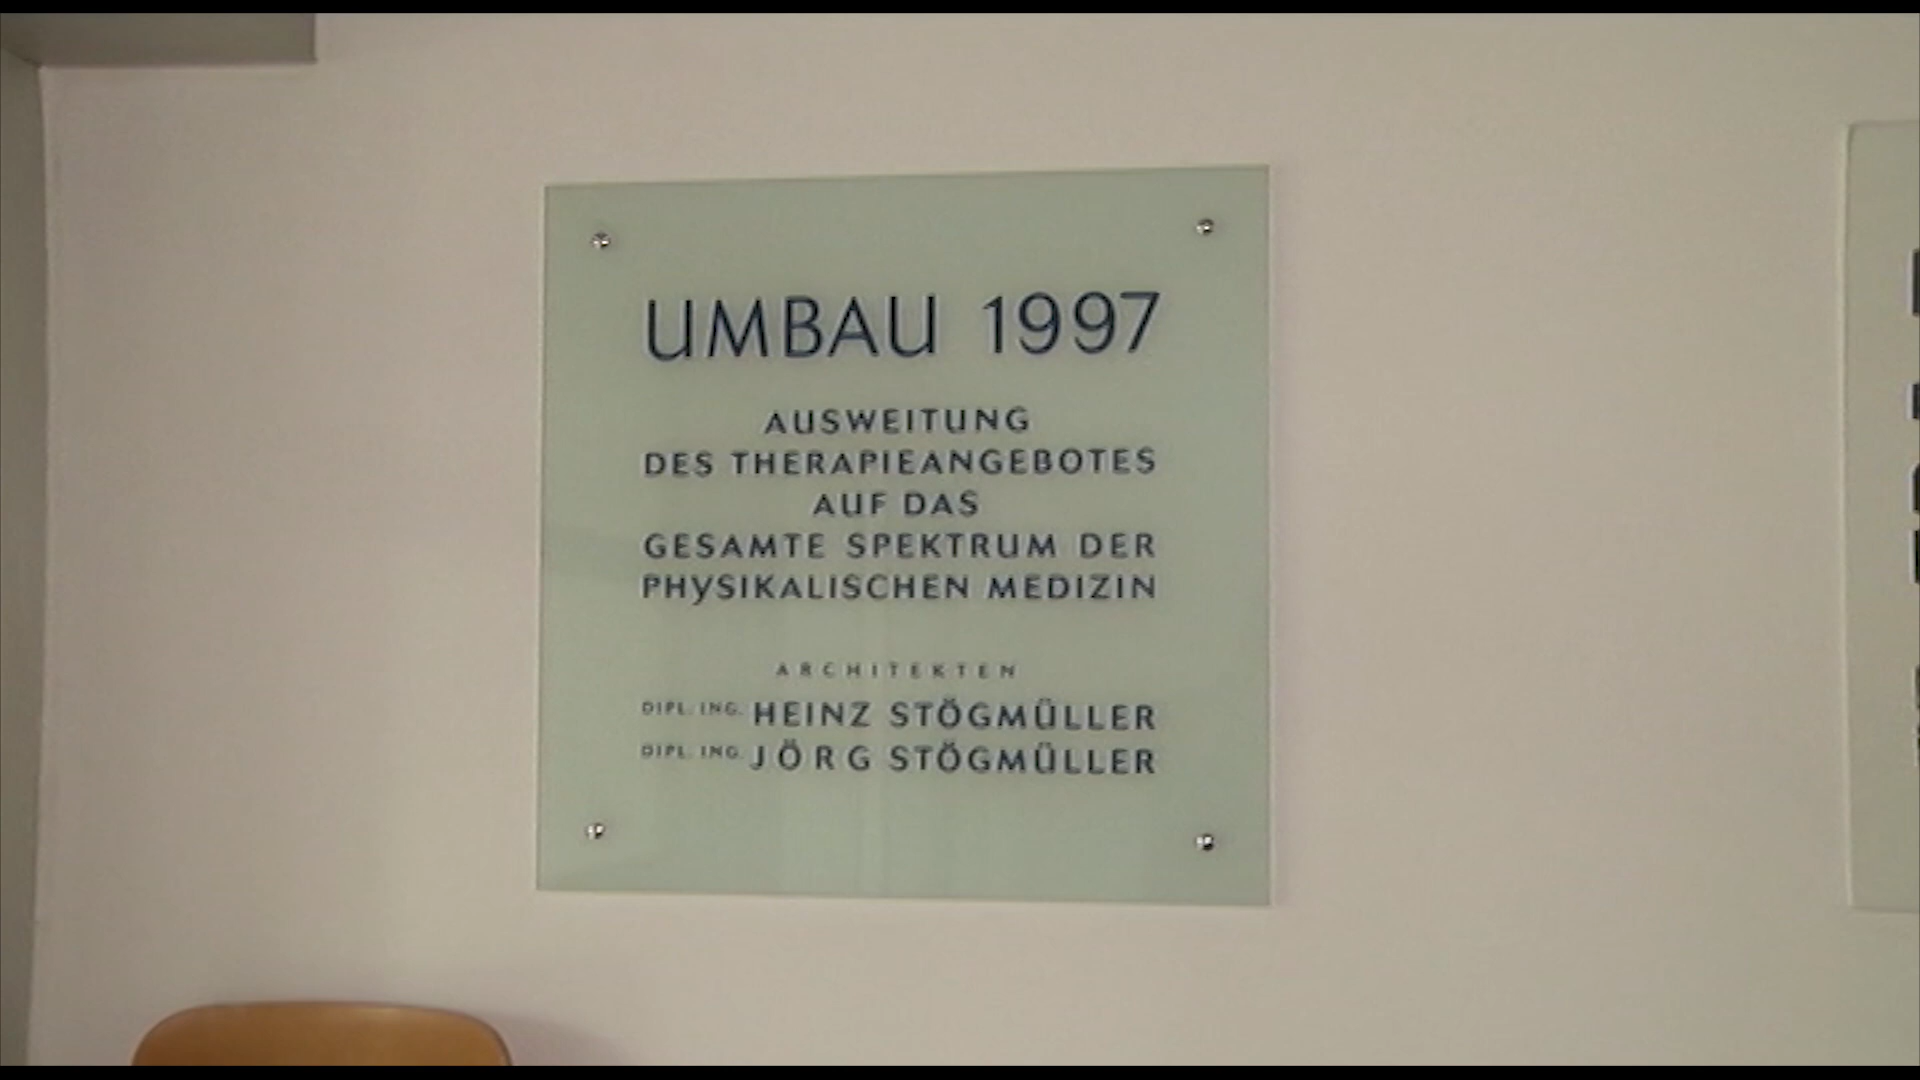 UMBAU 1997
AUSWEITUNG
DES THERAPIEANGEBOTES
AUF DAS
GESAMTE SPEKTRUM DER
PHYSIKALISCHEN MEDIZIN
ARCHITEKTEN
DIPL. ING. HEINZ STÖGMÜLLER
DIPL. ING. JÖRG STÖGMÜLLER